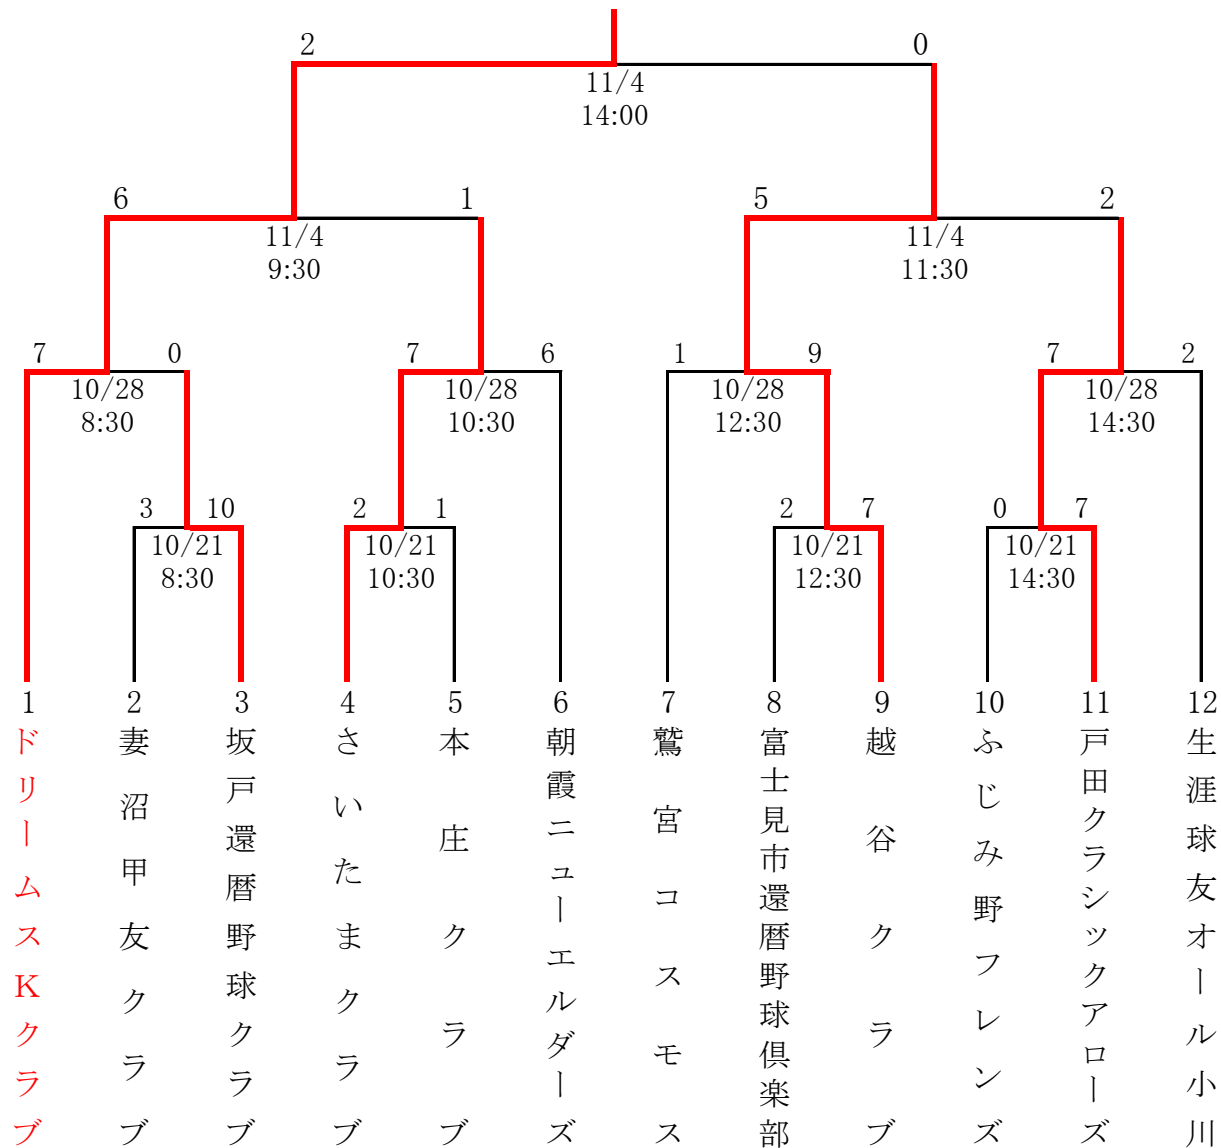 2 0
11/4
14:00
6 1 5 2
11/4 11/4
9:30 11:30
7 0 7 6 1 9 7 2
10/28 10/28 10/28 10/28
8:30 10:30 12:30 14:30
3 10 2 1 2 7 0 7
10/21 10/21 10/21 10/21
8:30 10:30 12:30 14:30
1 2 3 4 5 6 7 8 9 10 11 12
ドリームスKクラブ
妻沼甲友クラブ
坂戸還暦野球クラブ
さいたまクラブ
本庄クラブ
朝霞ニューエルダーズ
鷲宮コスモス
富士見市還暦野球倶楽部
越谷クラブ
ふじみ野フレンズ
戸田クラシックアローズ
生涯球友オール小川